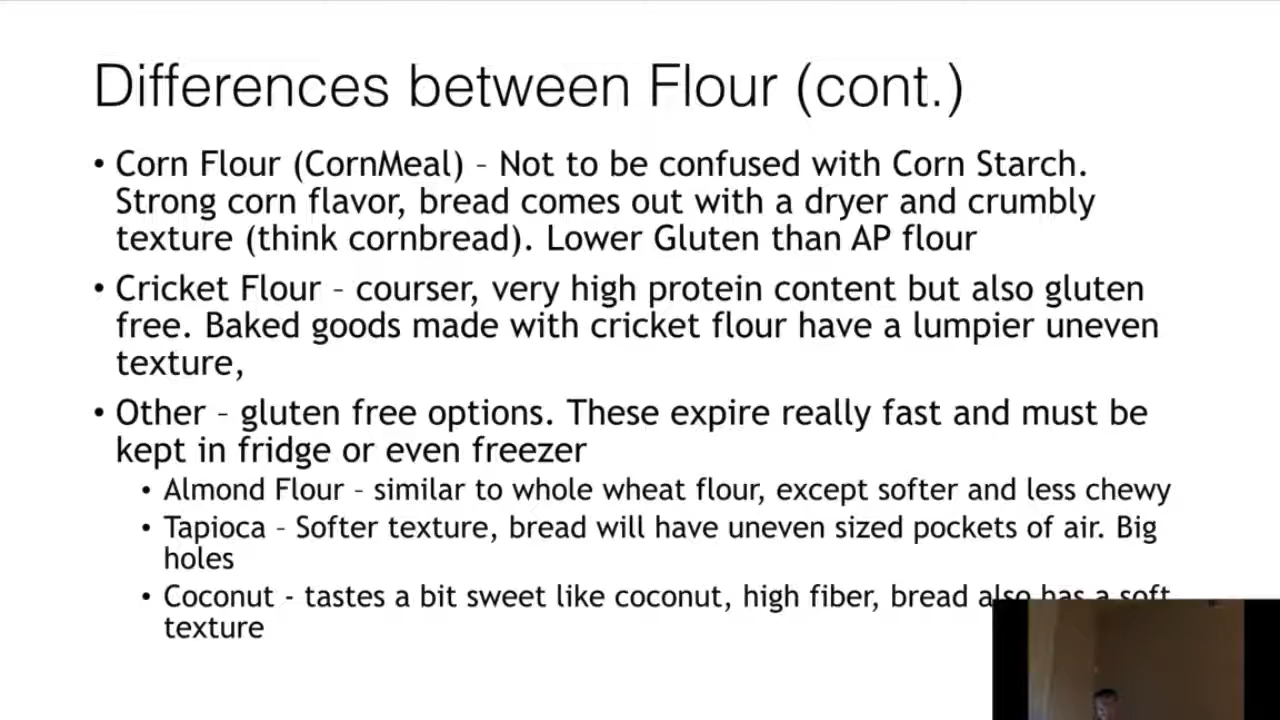 Differences between Flour (cont.)
• Corn Flour (CornMeal) – Not to be confused with Corn Starch.
Strong corn flavor, bread comes out with a dryer and crumbly
texture (think cornbread). Lower Gluten than AP flour
• Cricket Flour – courser, very high protein content but also gluten
free. Baked goods made with cricket flour have a lumpier uneven
texture,
• Other – gluten free options. These expire really fast and must be
kept in fridge or even freezer
• Almond Flour – similar to whole wheat flour, except softer and less chewy
• Tapioca – Softer texture, bread will have uneven sized pockets of air. Big
holes
• Coconut - tastes a bit sweet like coconut, high fiber, bread also has a soft
texture